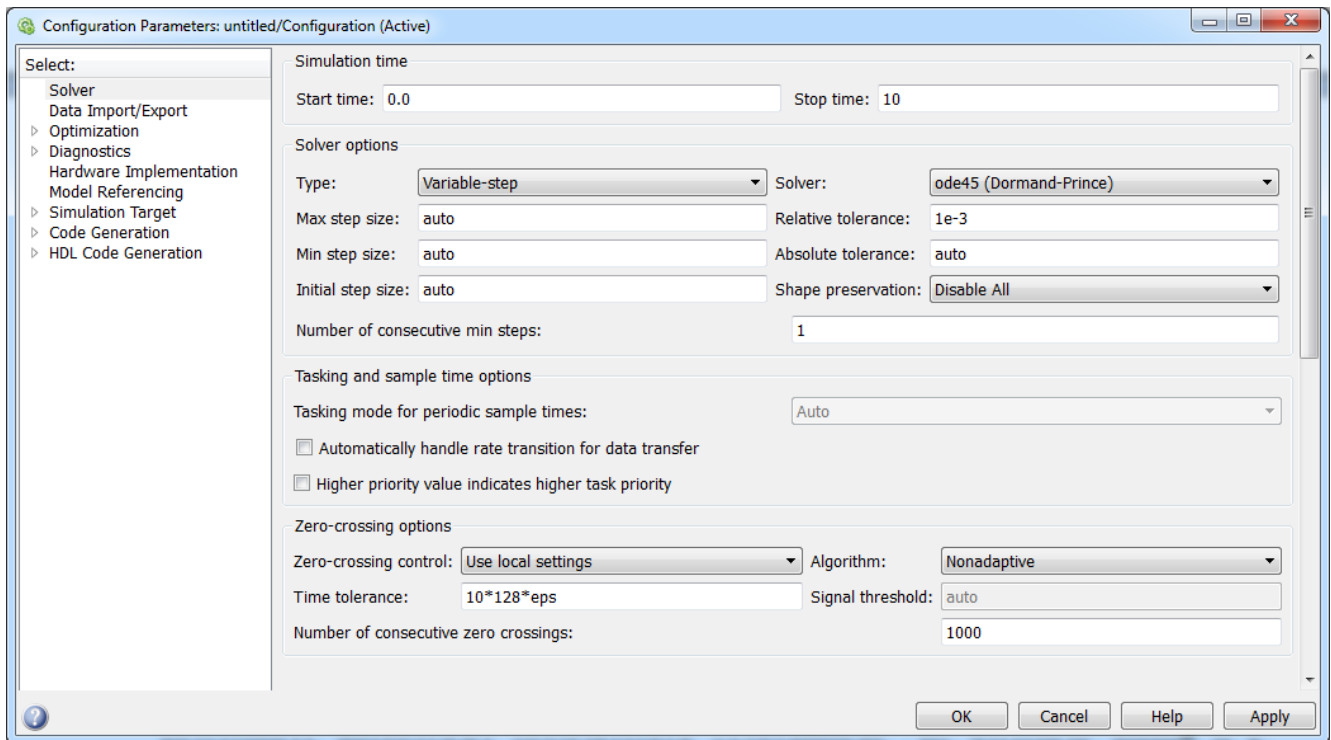 Configuration Parameters: untitled/Configuration (Active)
Select:
Solver
Data Import/Export
Optimization
Diagnostics
Hardware Implementation
Model Referencing
Simulation Target
Code Generation
HDL Code Generation
Simulation time
Start time: 0.0 Stop time: 10
Solver options
Type: Variable-step Solver: ode45 (Dormand-Prince)
Max step size: auto Relative tolerance: 1e-3
Min step size: auto Absolute tolerance: auto
Initial step size: auto Shape preservation: Disable All
Number of consecutive min steps: 1
Tasking and sample time options
Tasking mode for periodic sample times: Auto
Automatically handle rate transition for data transfer
Higher priority value indicates higher task priority
Zero-crossing options
Zero-crossing control: Use local settings Algorithm: Nonadaptive
Time tolerance: 10*128*eps Signal threshold: auto
Number of consecutive zero crossings: 1000
OK Cancel Help Apply